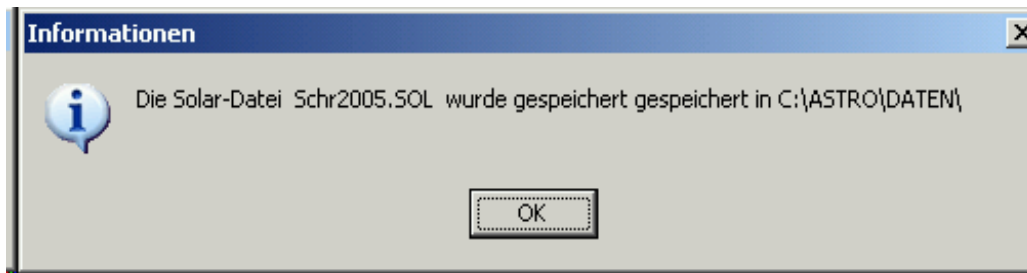 Informationen
Die Solar-Datei Schr2005.SOL wurde gespeichert gespeichert in C:\ASTRO\DATEN\
OK